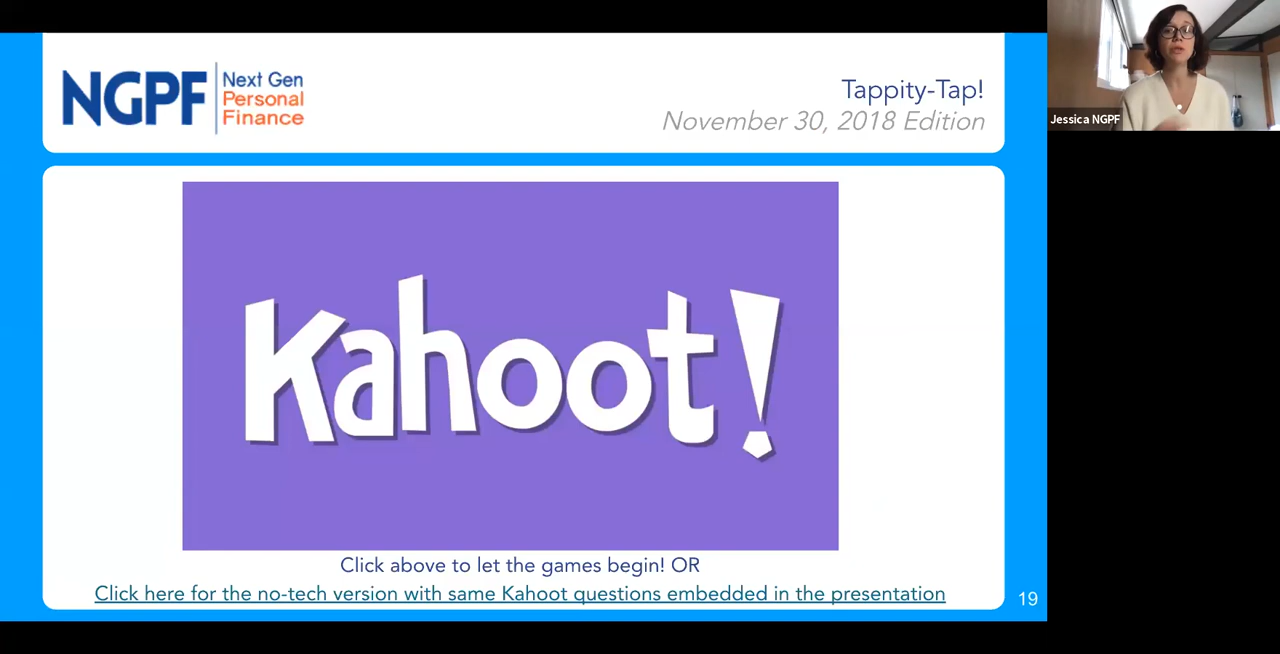 NGPF
Next Gen
Personal
Finance
Tappity-Tap!
November 30, 2018 Edition
Jessica NGPF
Kahoot!
Click above to let the games begin! OR
Click here for the no-tech version with same Kahoot questions embedded in the presentation
19